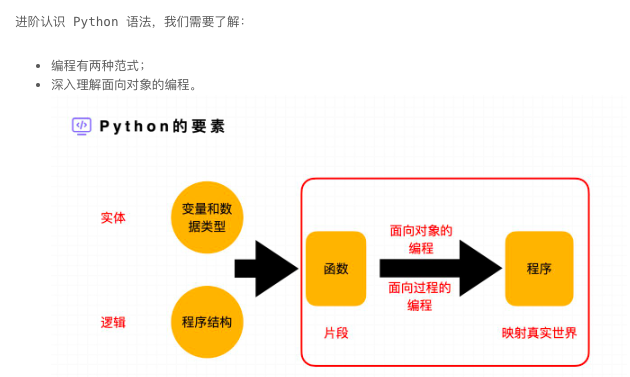 进阶认识 Python 语法，我们需要了解：
编程有两种范式；
深入理解面向对象的编程。
Python的要素
实体
变量和数
据类型
逻辑
程序结构
函数
片段
面向对象的
编程
面向过程的
编程
程序
映射真实世界